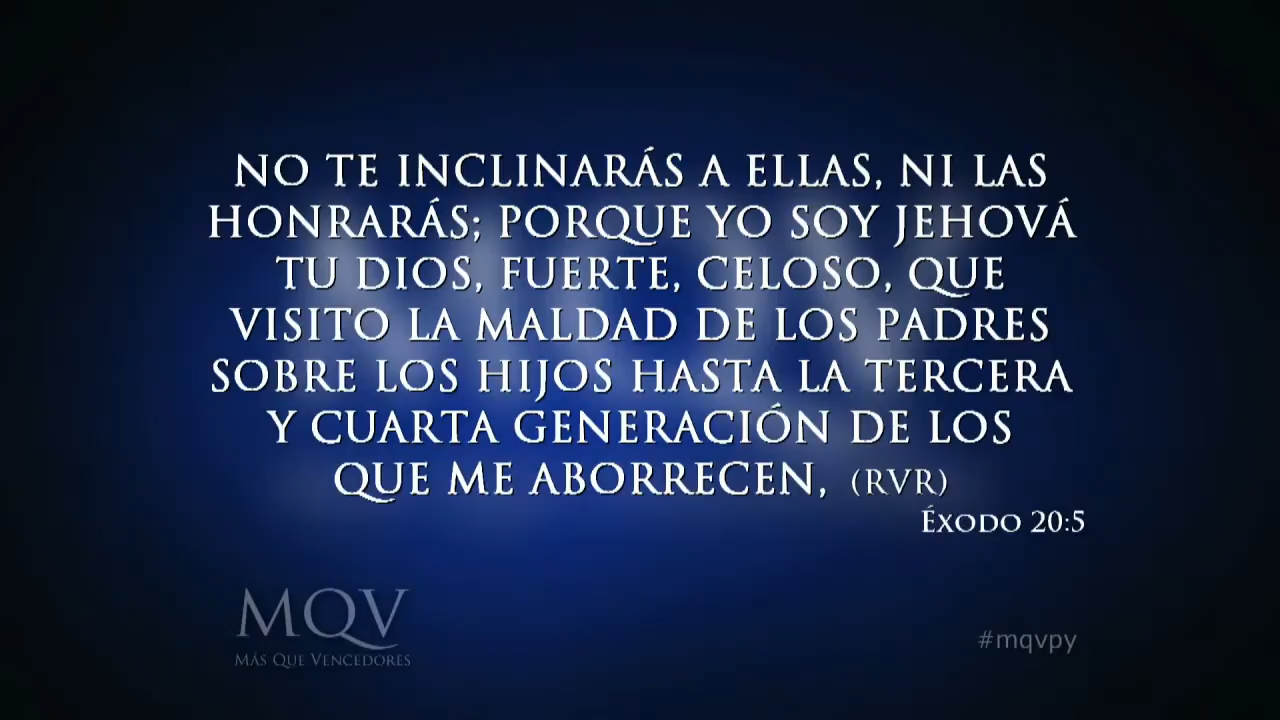 NO TE INCLINARÁS A ELLAS, NI LAS
HONRARÁS; PORQUE YO SOY JEHOVÁ
TU DIOS, FUERTE, CELOSO, QUE
VISITO LA MALDAD DE LOS PADRES
SOBRE LOS HIJOS HASTA LA TERCERA
Y CUARTA GENERACIÓN DE LOS
QUE ME ABORRECEN, (RVR)
ÉXODO 20:5
MQV
MÁS QUE VENCEDORES
#mqvpy